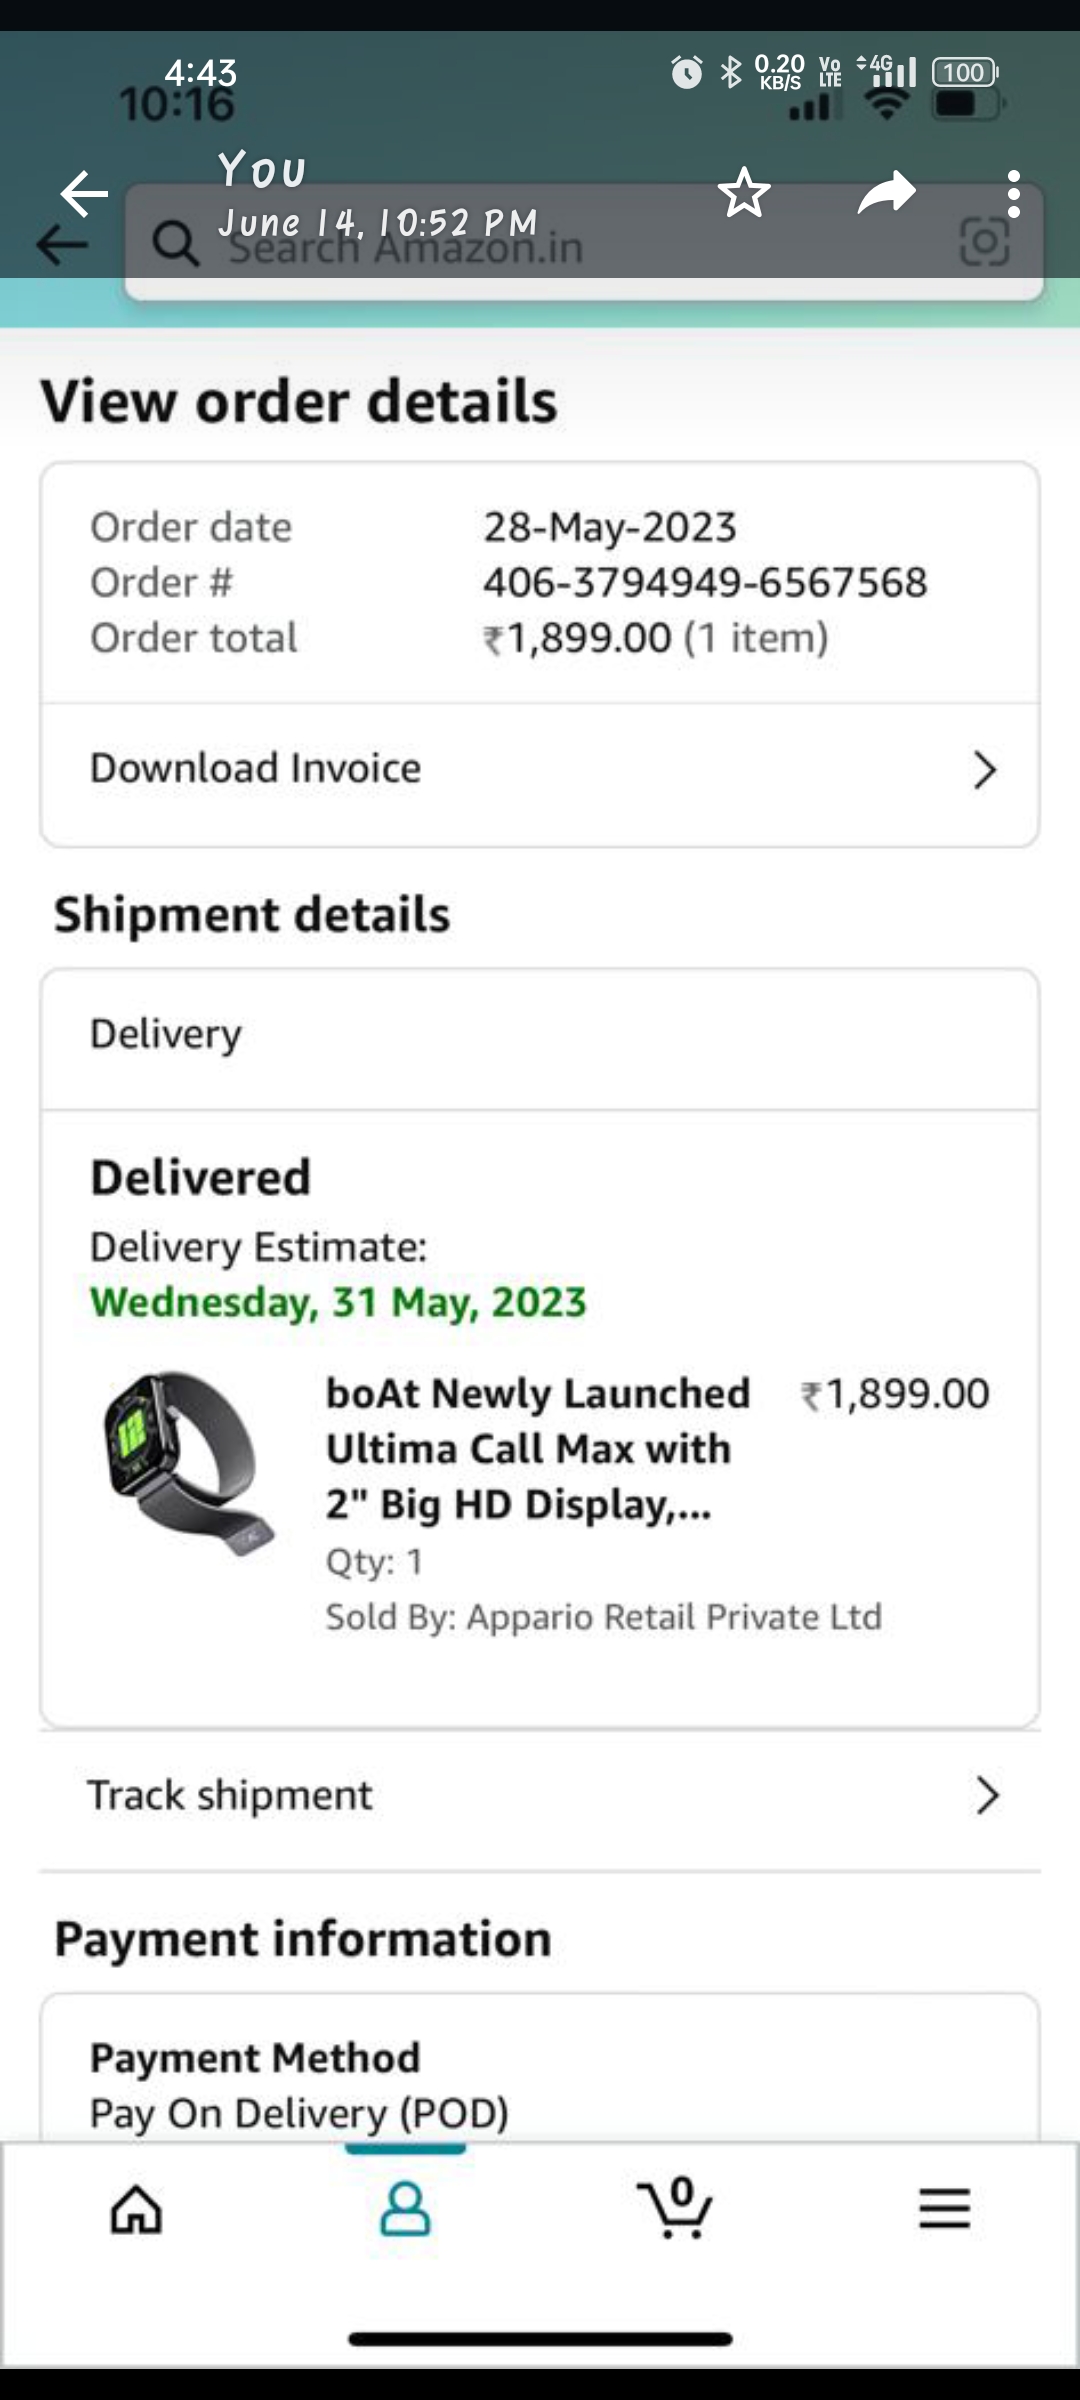 4:43
0.20
KB/S
Vo
LTE
4G
100
10:16
You
June 14, 10:52 PM
Search Amazon.in
View order details
Order date 28-May-2023
Order # 406-3794949-6567568
Order total ₹1,899.00 (1 item)
Download Invoice
Shipment details
Delivery
Delivered
Delivery Estimate:
Wednesday, 31 May, 2023
12
boAt Newly Launched ₹1,899.00
Ultima Call Max with
2" Big HD Display,...
Qty: 1
Sold By: Appario Retail Private Ltd
Track shipment
Payment information
Payment Method
Pay On Delivery (POD)
0